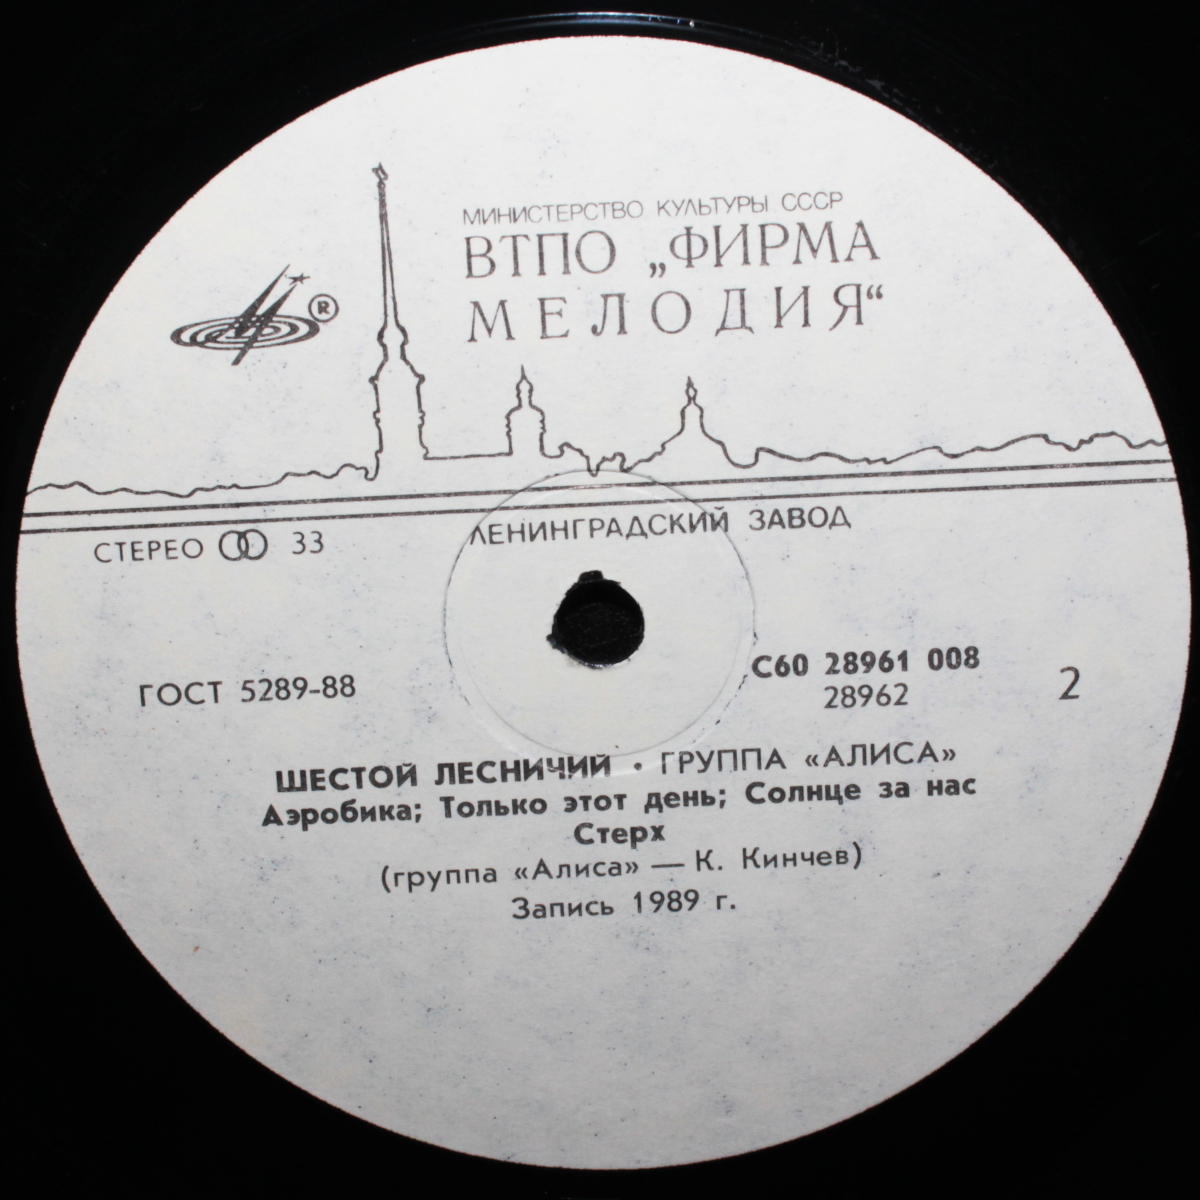 МИНИСТЕРСТВО КУЛЬТУРЫ СССР
ВТПО „ФИРМА
МЕЛОДИЯ“
®
ЛЕНИНГРАДСКИЙ ЗАВОД
СТЕРЕО 33
ГОСТ 5289-88
С60 28961 008
28962
2
ШЕСТОЙ ЛЕСНИЧИЙ • ГРУППА «АЛИСА»
Аэробика; Только этот день; Солнце за нас
Стерх
(группа «Алиса» — К. Кинчев)
Запись 1989 г.